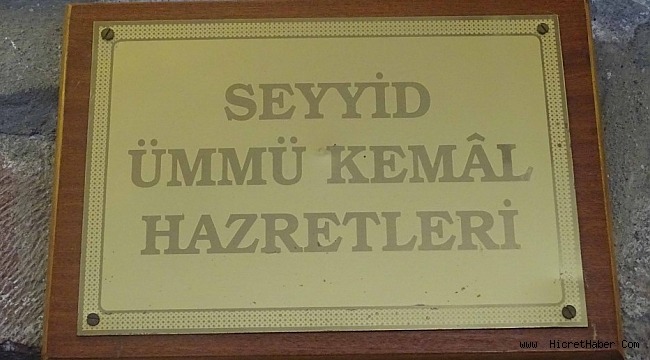 SEYYİD
ÜMMÜ KEMÂL
HAZRETLERİ
www HicretHaber Com